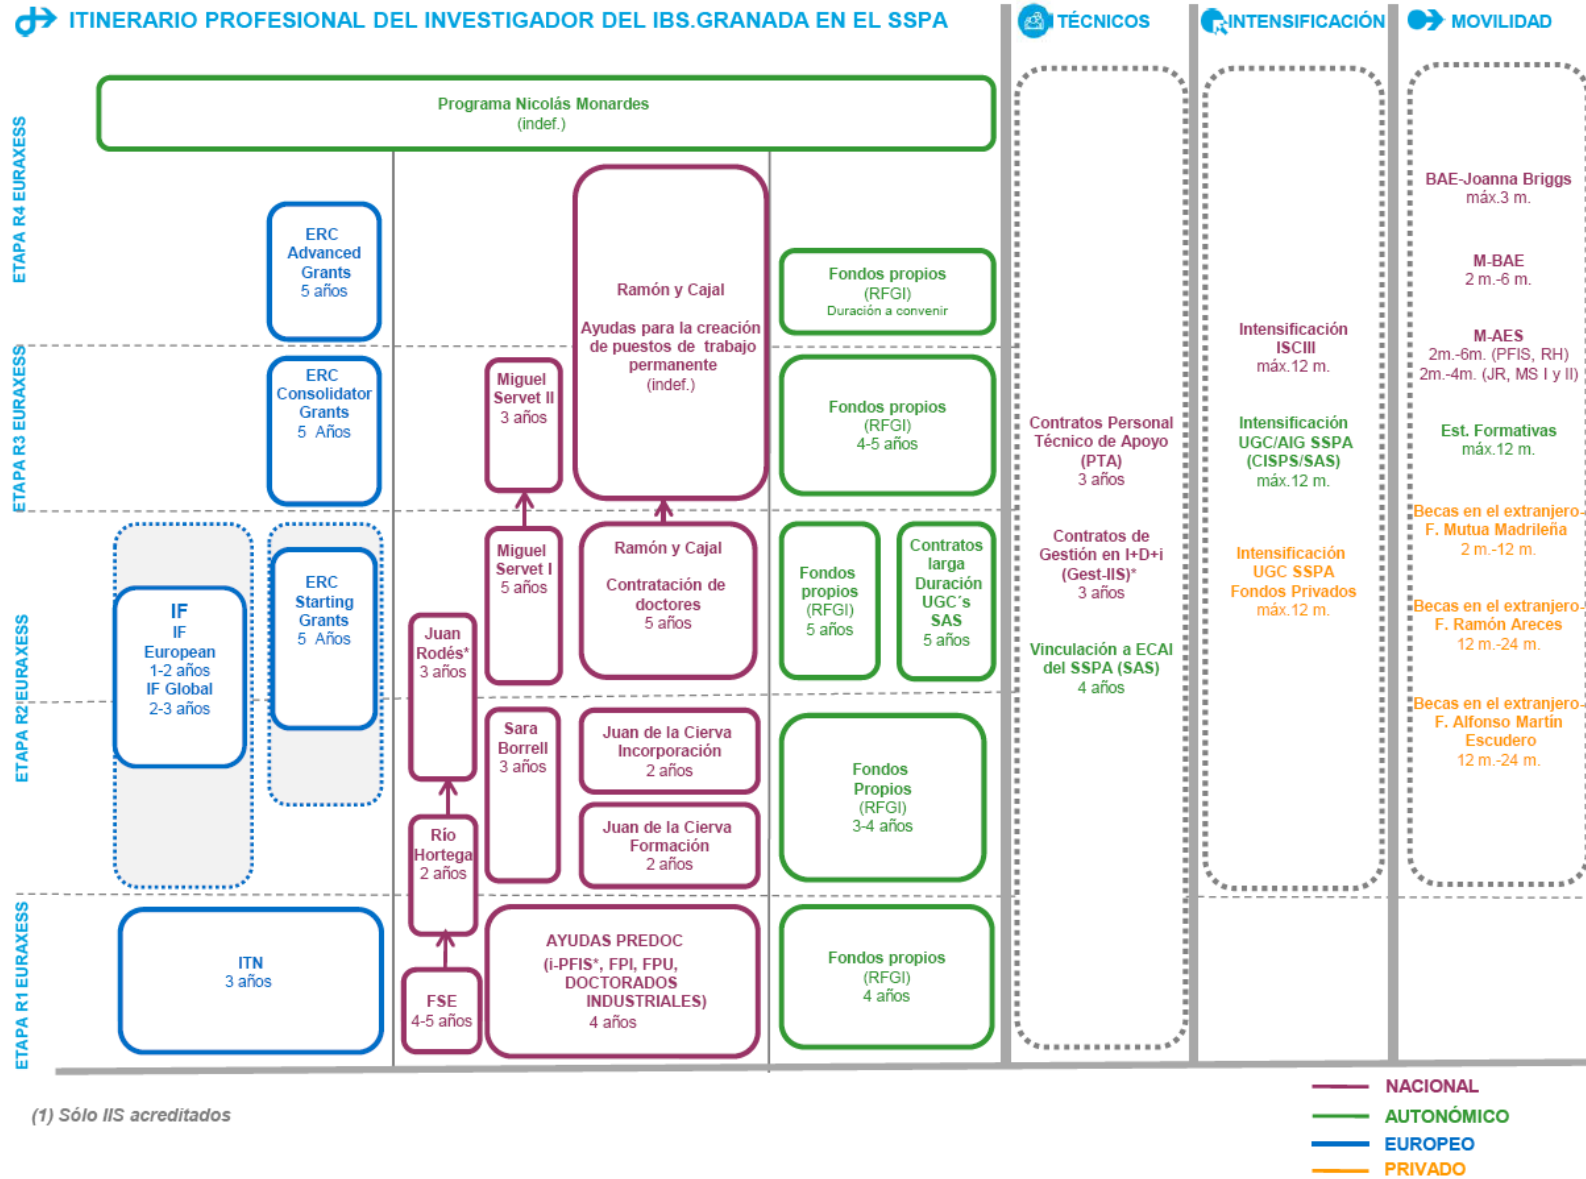 ITINERARIO PROFESIONAL DEL INVESTIGADOR DEL IBS.GRANADA EN EL SSPA
TÉCNICOS
INTENSIFICACIÓN
MOVILIDAD
ETAPA R4 EURAXESS
ETAPA R3 EURAXESS
ETAPA R2 EURAXESS
ETAPA R1 EURAXESS
Programa Nicolás Monardes
(indef.)
ERC
Advanced
Grants
5 años
ERC
Consolidator
Grants
5 Años
IF
IF
European
1-2 años
IF Global
2-3 años
ERC
Starting
Grants
5 Años
ITN
3 años
Ramón y Cajal
Ayudas para la creación
de puestos de trabajo
permanente
(indef.)
Miguel
Servet II
3 años
Miguel
Servet I
5 años
Ramón y Cajal
Contratación de
doctores
5 años
Juan
Rodés*
3 años
Sara
Borrell
3 años
Juan de la Cierva
Incorporación
2 años
Juan de la Cierva
Formación
2 años
Río
Hortega
2 años
FSE
4-5 años
AYUDAS PREDOC
(i-PFIS*, FPI, FPU,
DOCTORADOS
INDUSTRIALES)
4 años
Fondos propios
(RFGI)
Duración a convenir
Fondos propios
(RFGI)
4-5 años
Fondos
propios
(RFGI)
5 años
Contratos
larga
Duración
UGC´s
SAS
5 años
Fondos
Propios
(RFGI)
3-4 años
Fondos propios
(RFGI)
4 años
Contratos Personal
Técnico de Apoyo
(PTA)
3 años
Contratos de
Gestión en I+D+i
(Gest-IIS)*
3 años
Vinculación a ECAI
del SSPA (SAS)
4 años
Intensificación
ISCIII
máx.12 m.
Intensificación
UGC/AIG SSPA
(CISPS/SAS)
máx.12 m.
Intensificación
UGC SSPA
Fondos Privados
máx.12 m.
BAE-Joanna Briggs
máx.3 m.
M-BAE
2 m.-6 m.
M-AES
2m.-6m. (PFIS, RH)
2m.-4m. (JR, MS I y II)
Est. Formativas
máx.12 m.
Becas en el extranjero-
F. Mutua Madrileña
2 m.-12 m.
Becas en el extranjero-
F. Ramón Areces
12 m.-24 m.
Becas en el extranjero-
F. Alfonso Martín
Escudero
12 m.-24 m.
(1) Sólo IIS acreditados
NACIONAL
AUTONÓMICO
EUROPEO
PRIVADO